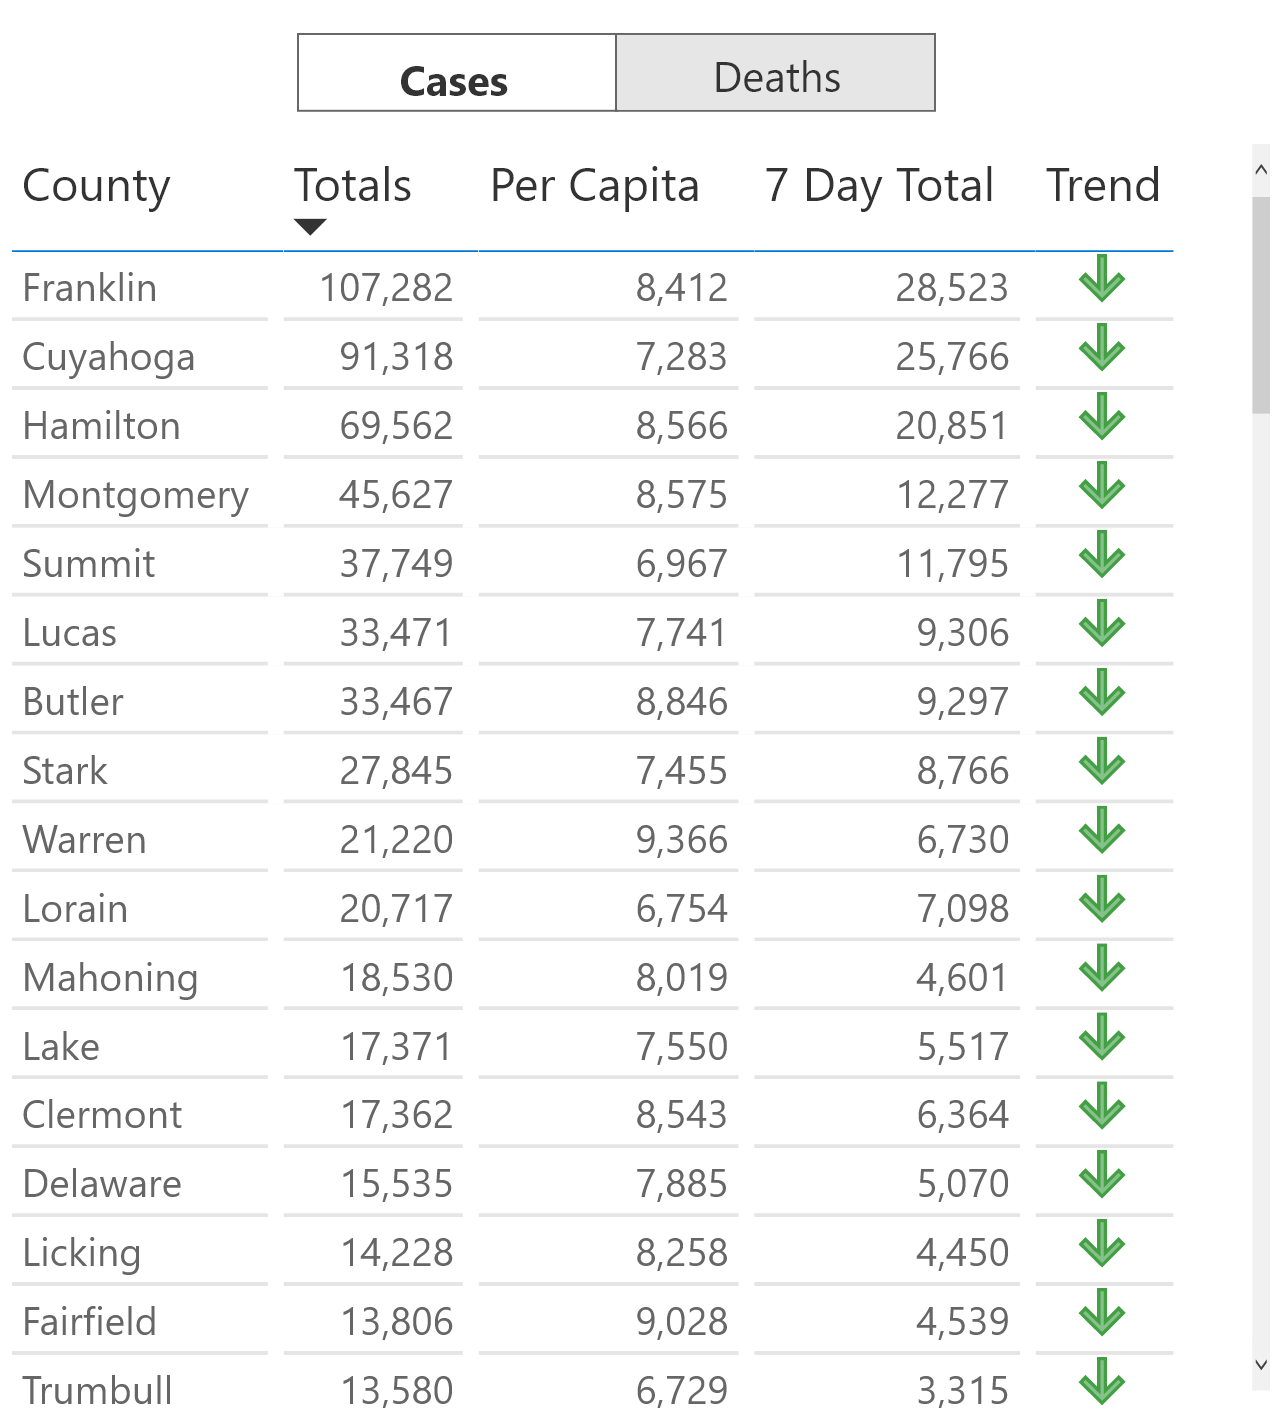 Cases Deaths
County Totals Per Capita 7 Day Total Trend
Franklin 107,282 8,412 28,523
Cuyahoga 91,318 7,283 25,766
Hamilton 69,562 8,566 20,851
Montgomery 45,627 8,575 12,277
Summit 37,749 6,967 11,795
Lucas 33,471 7,741 9,306
Butler 33,467 8,846 9,297
Stark 27,845 7,455 8,766
Warren 21,220 9,366 6,730
Lorain 20,717 6,754 7,098
Mahoning 18,530 8,019 4,601
Lake 17,371 7,550 5,517
Clermont 17,362 8,543 6,364
Delaware 15,535 7,885 5,070
Licking 14,228 8,258 4,450
Fairfield 13,806 9,028 4,539
Trumbull 13,580 6,729 3,315